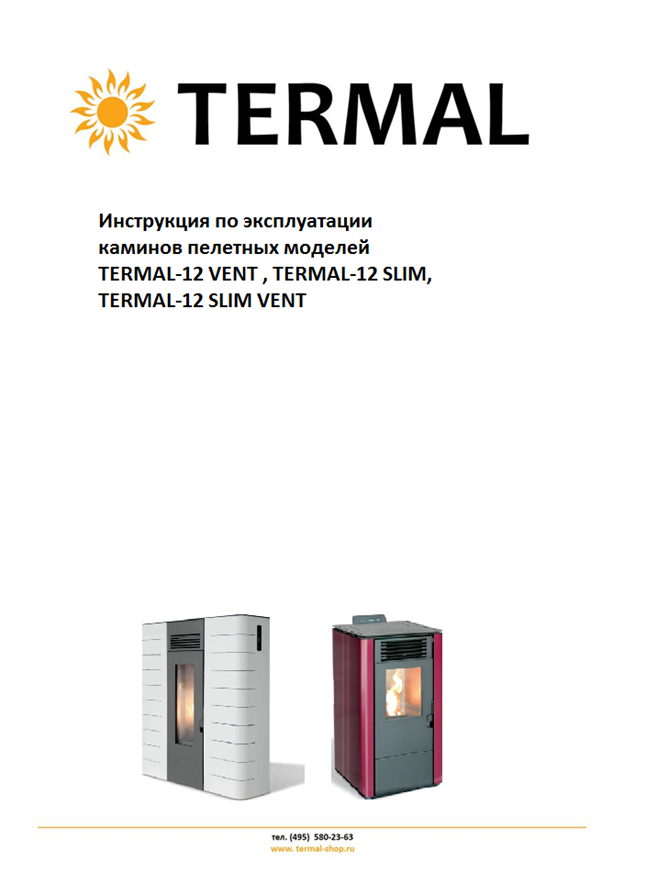 TERMAL
Инструкция по эксплуатации
каминов пелетных моделей
TERMAL-12 VENT , TERMAL-12 SLIM,
TERMAL-12 SLIM VENT
тел. (495) 580-23-63
www. termal-shop.ru